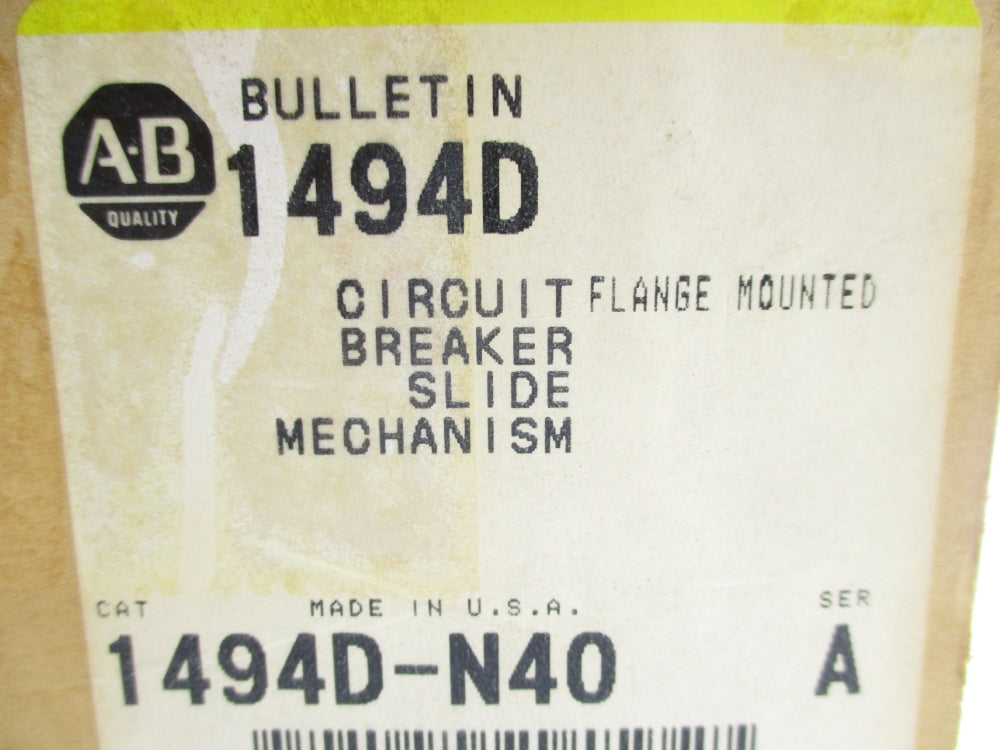 A-B
QUALITY
BULLETIN
1494D
CIRCUIT FLANGE MOUNTED
BREAKER
SLIDE
MECHANISM
CAT MADE IN U.S.A. SER
1494D-N40 A